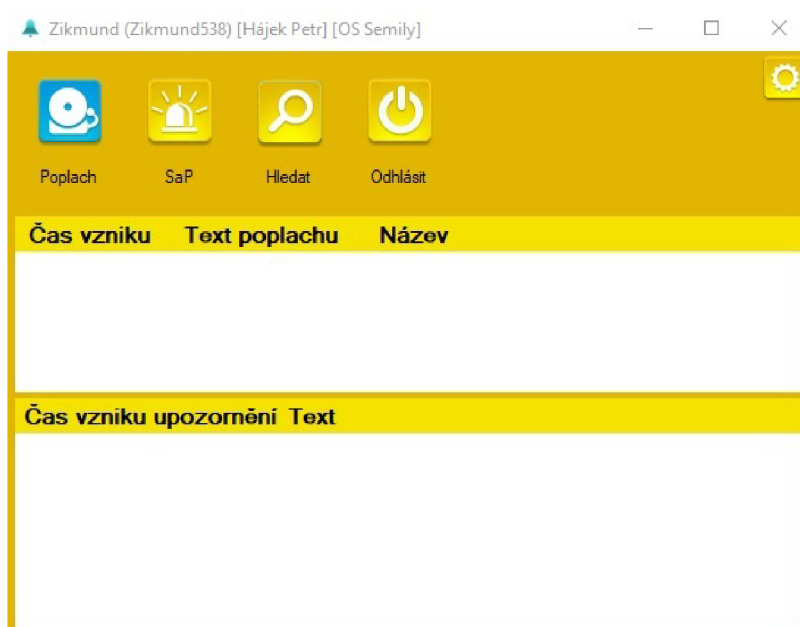 Zikmund (Zikmund538) [Hájek Petr] [OS Semily]
Poplach SaP Hledat Odhlásit
Čas vzniku Text poplachu Název
Čas vzniku upozornění Text